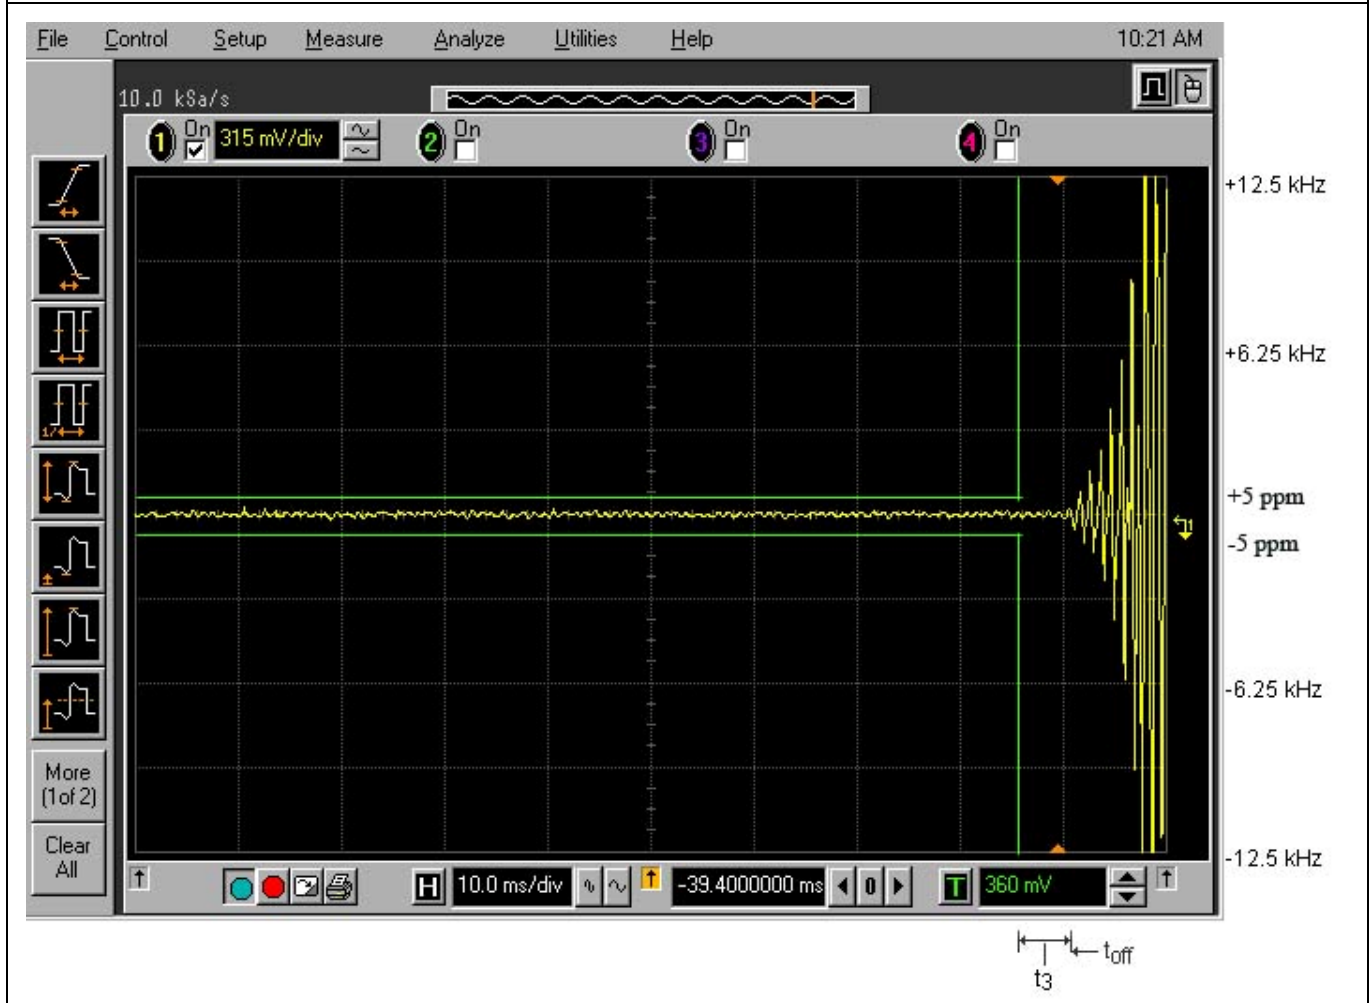 File Control Setup Measure Analyze Utilities Help 10:21 AM
10.0 kSa/s
1 On 315 mV/div 2 On 3 On 4 On
+12.5 kHz
+6.25 kHz
1/
+5 ppm
1
-5 ppm
-6.25 kHz
More
(1of 2)
Clear
All
-12.5 kHz
H 10.0 ms/div -39.4000000 ms 0 T 360 mV
toff
t3